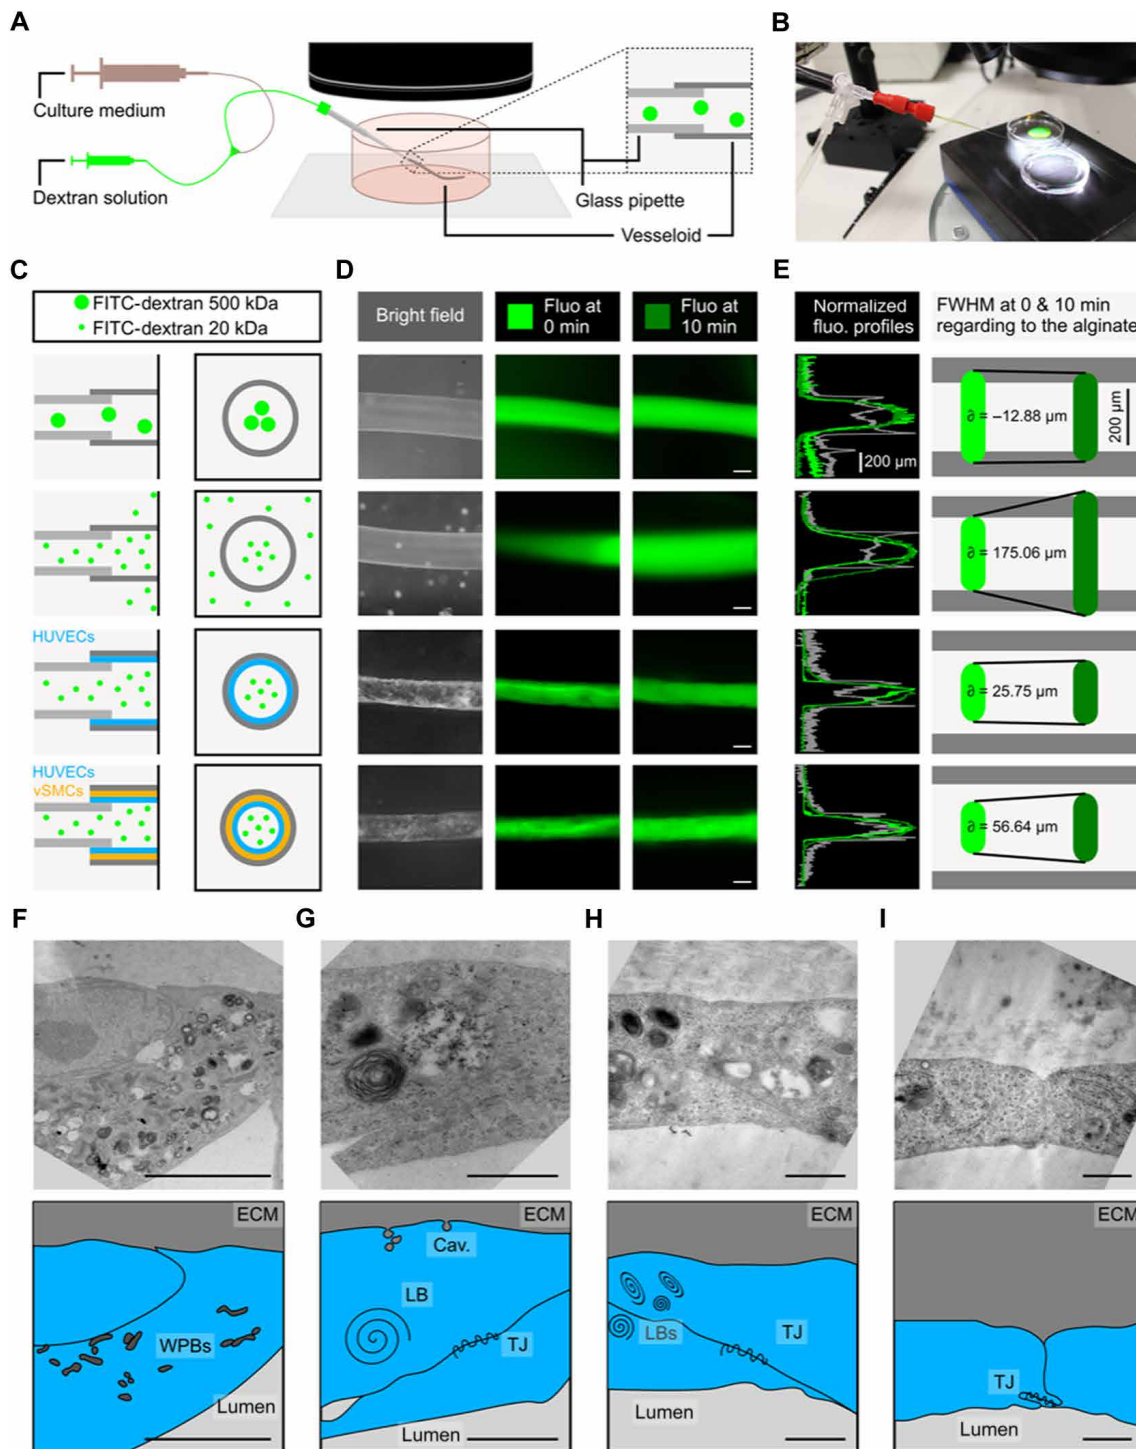 A
B
Culture medium
Dextran solution
Glass pipette
Vesseloid
C
D
E
FITC-dextran 500 kDa
FITC-dextran 20 kDa
Bright field
Fluo at
0 min
Fluo at
10 min
Normalized
fluo. profiles
FWHM at 0 & 10 min
regarding to the alginate
200 µm
∂ = −12.88 µm
200 µm
∂ = 175.06 µm
HUVECs
∂ = 25.75 µm
HUVECs
vSMCs
∂ = 56.64 µm
F
G
H
I
ECM
WPBs
Lumen
ECM
Cav.
LB
TJ
Lumen
ECM
LBs
TJ
Lumen
ECM
TJ
Lumen